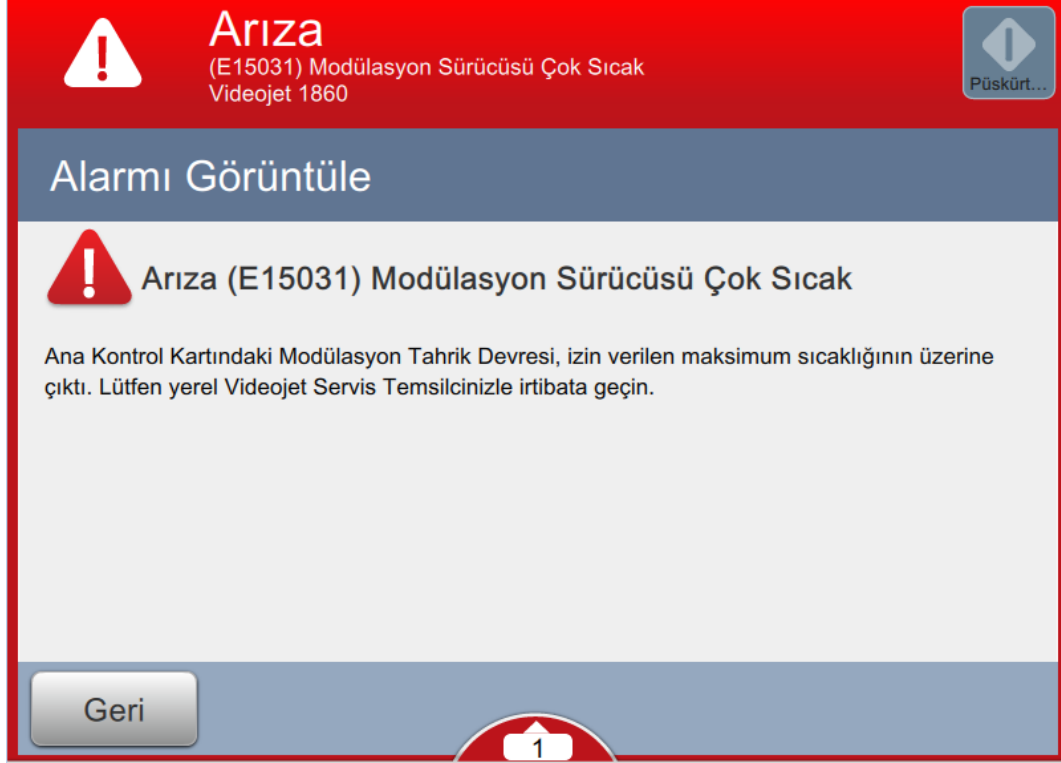 Arıza
(E15031) Modülasyon Sürücüsü Çok Sıcak
Videojet 1860
Püskürt...
Alarmı Görüntüle
Arıza (E15031) Modülasyon Sürücüsü Çok Sıcak
Ana Kontrol Kartındaki Modülasyon Tahrik Devresi, izin verilen maksimum sıcaklığının üzerine
çıktı. Lütfen yerel Videojet Servis Temsilcinizle irtibata geçin.
Geri
1